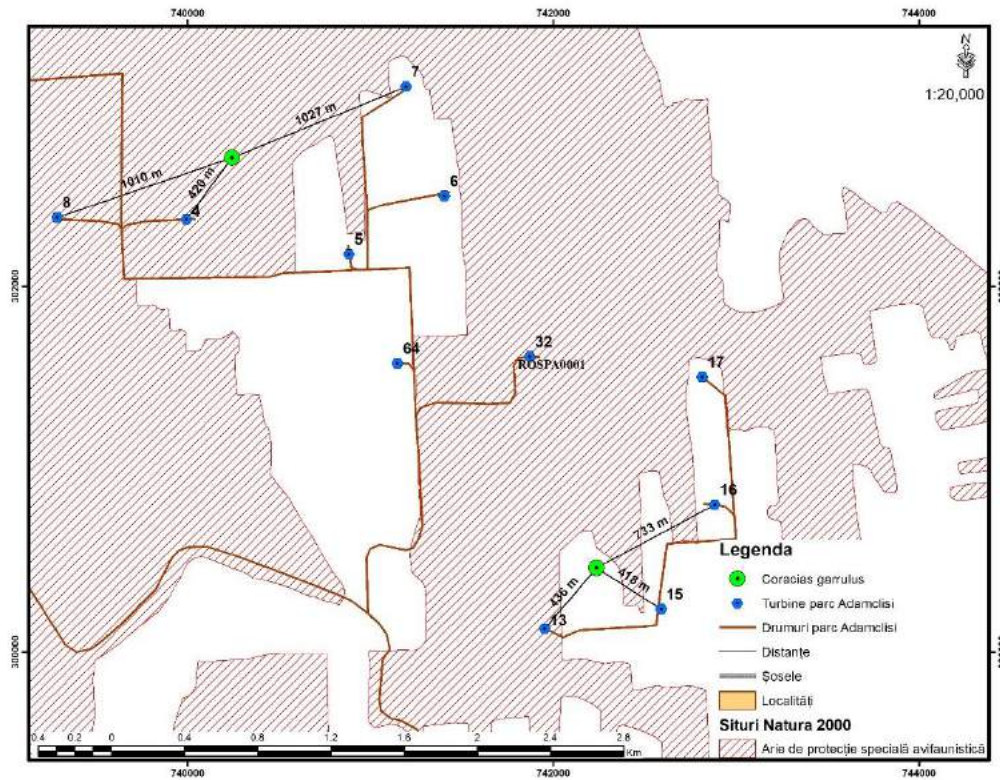 740000 742000 744000
N
1:20,000
7
1027 m
1010 m
420 m
8
4
6
5
302000
64
32
ROSPA0001
17
16
733 m
418 m
436 m
15
13
300000
Legenda
Coracias garrulus
Turbine parc Adamclisi
Drumuri parc Adamclisi
Distanțe
Șosele
Localități
Situri Natura 2000
Arie de protecție specială avifaunistică
0.4 0.2 0 0.4 0.8 1.2 1.6 2 2.4 2.8
Km
740000 742000 744000